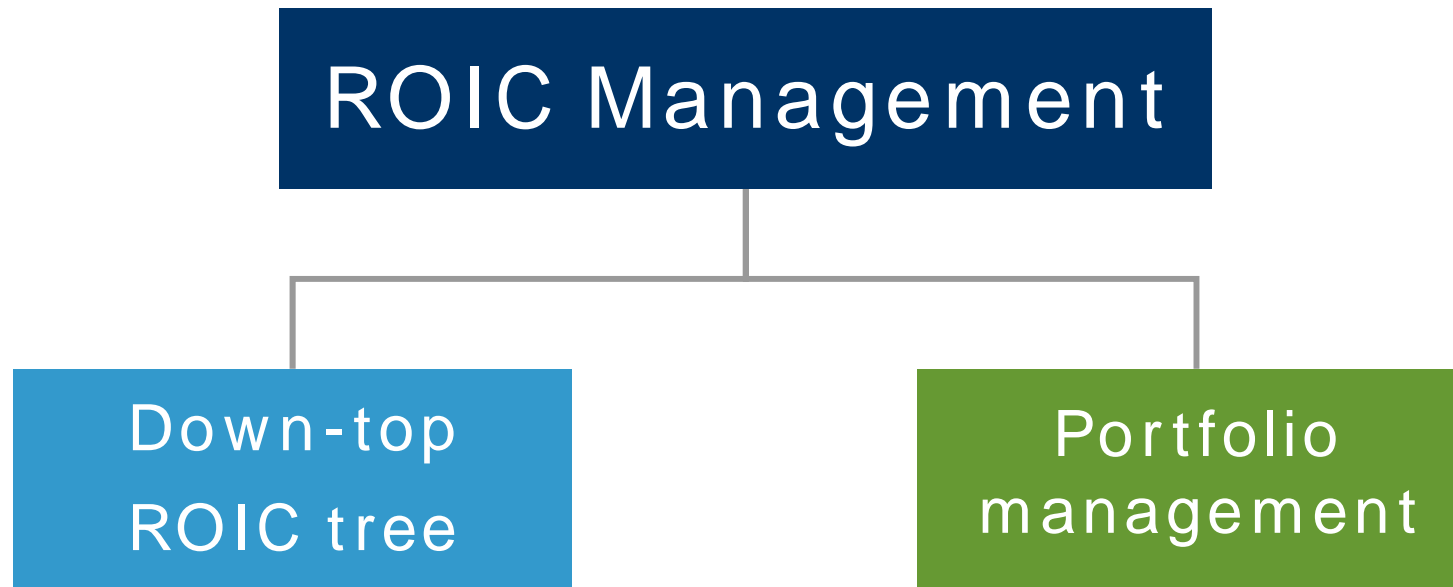 ROIC Management
Down-top
ROIC tree
Portfolio
management